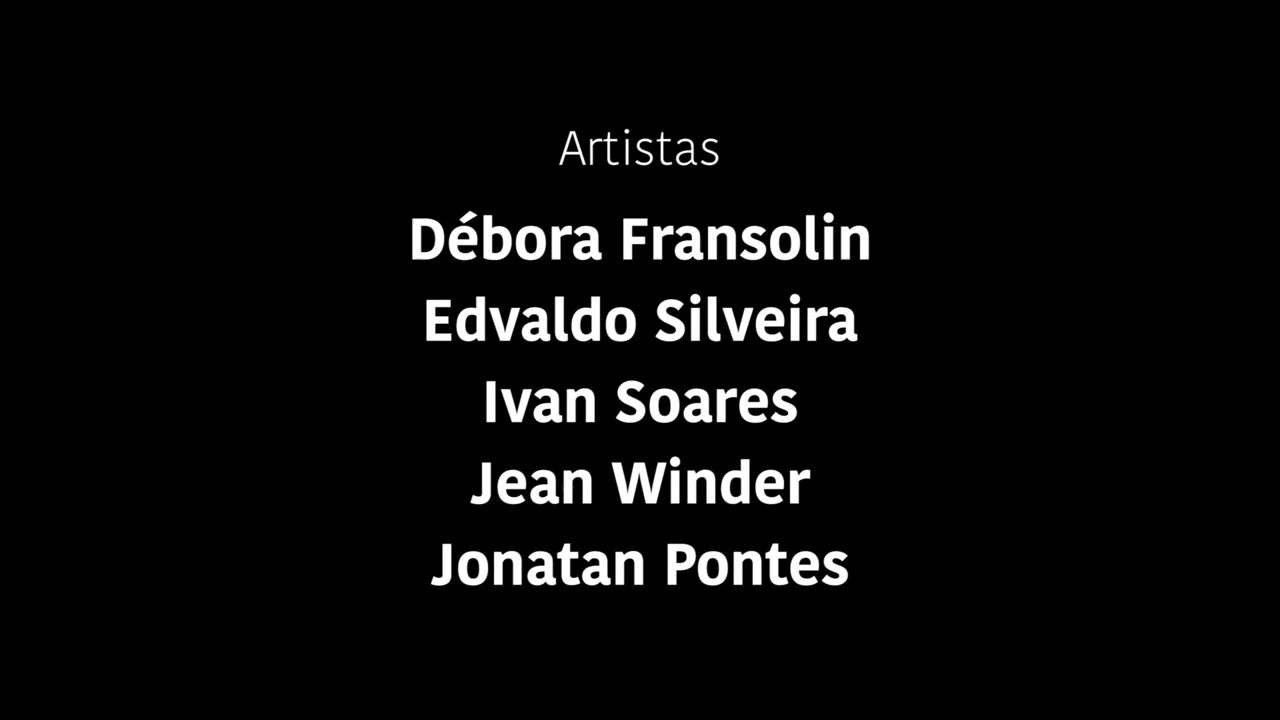 Artistas
Débora Fransolin
Edvaldo Silveira
Ivan Soares
Jean Winder
Jonatan Pontes